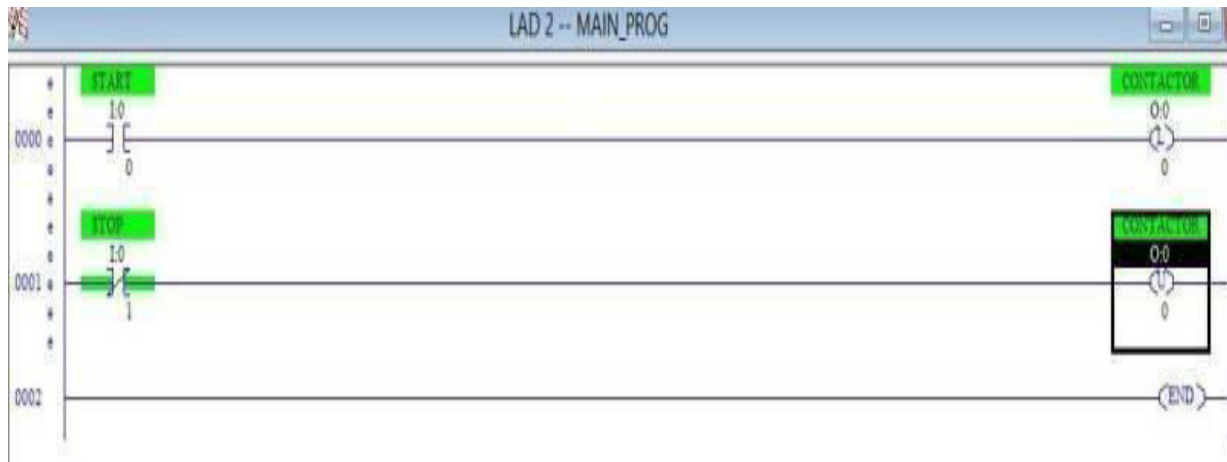 LAD 2 -- MAIN_PROG
START
CONTACTOR
I:0
O:0
0000
L
0
0
STOP
CONTACTOR
I:0
O:0
0001
U
1
0
0002
END
e
e
e
e
e
e
e
e
e
e